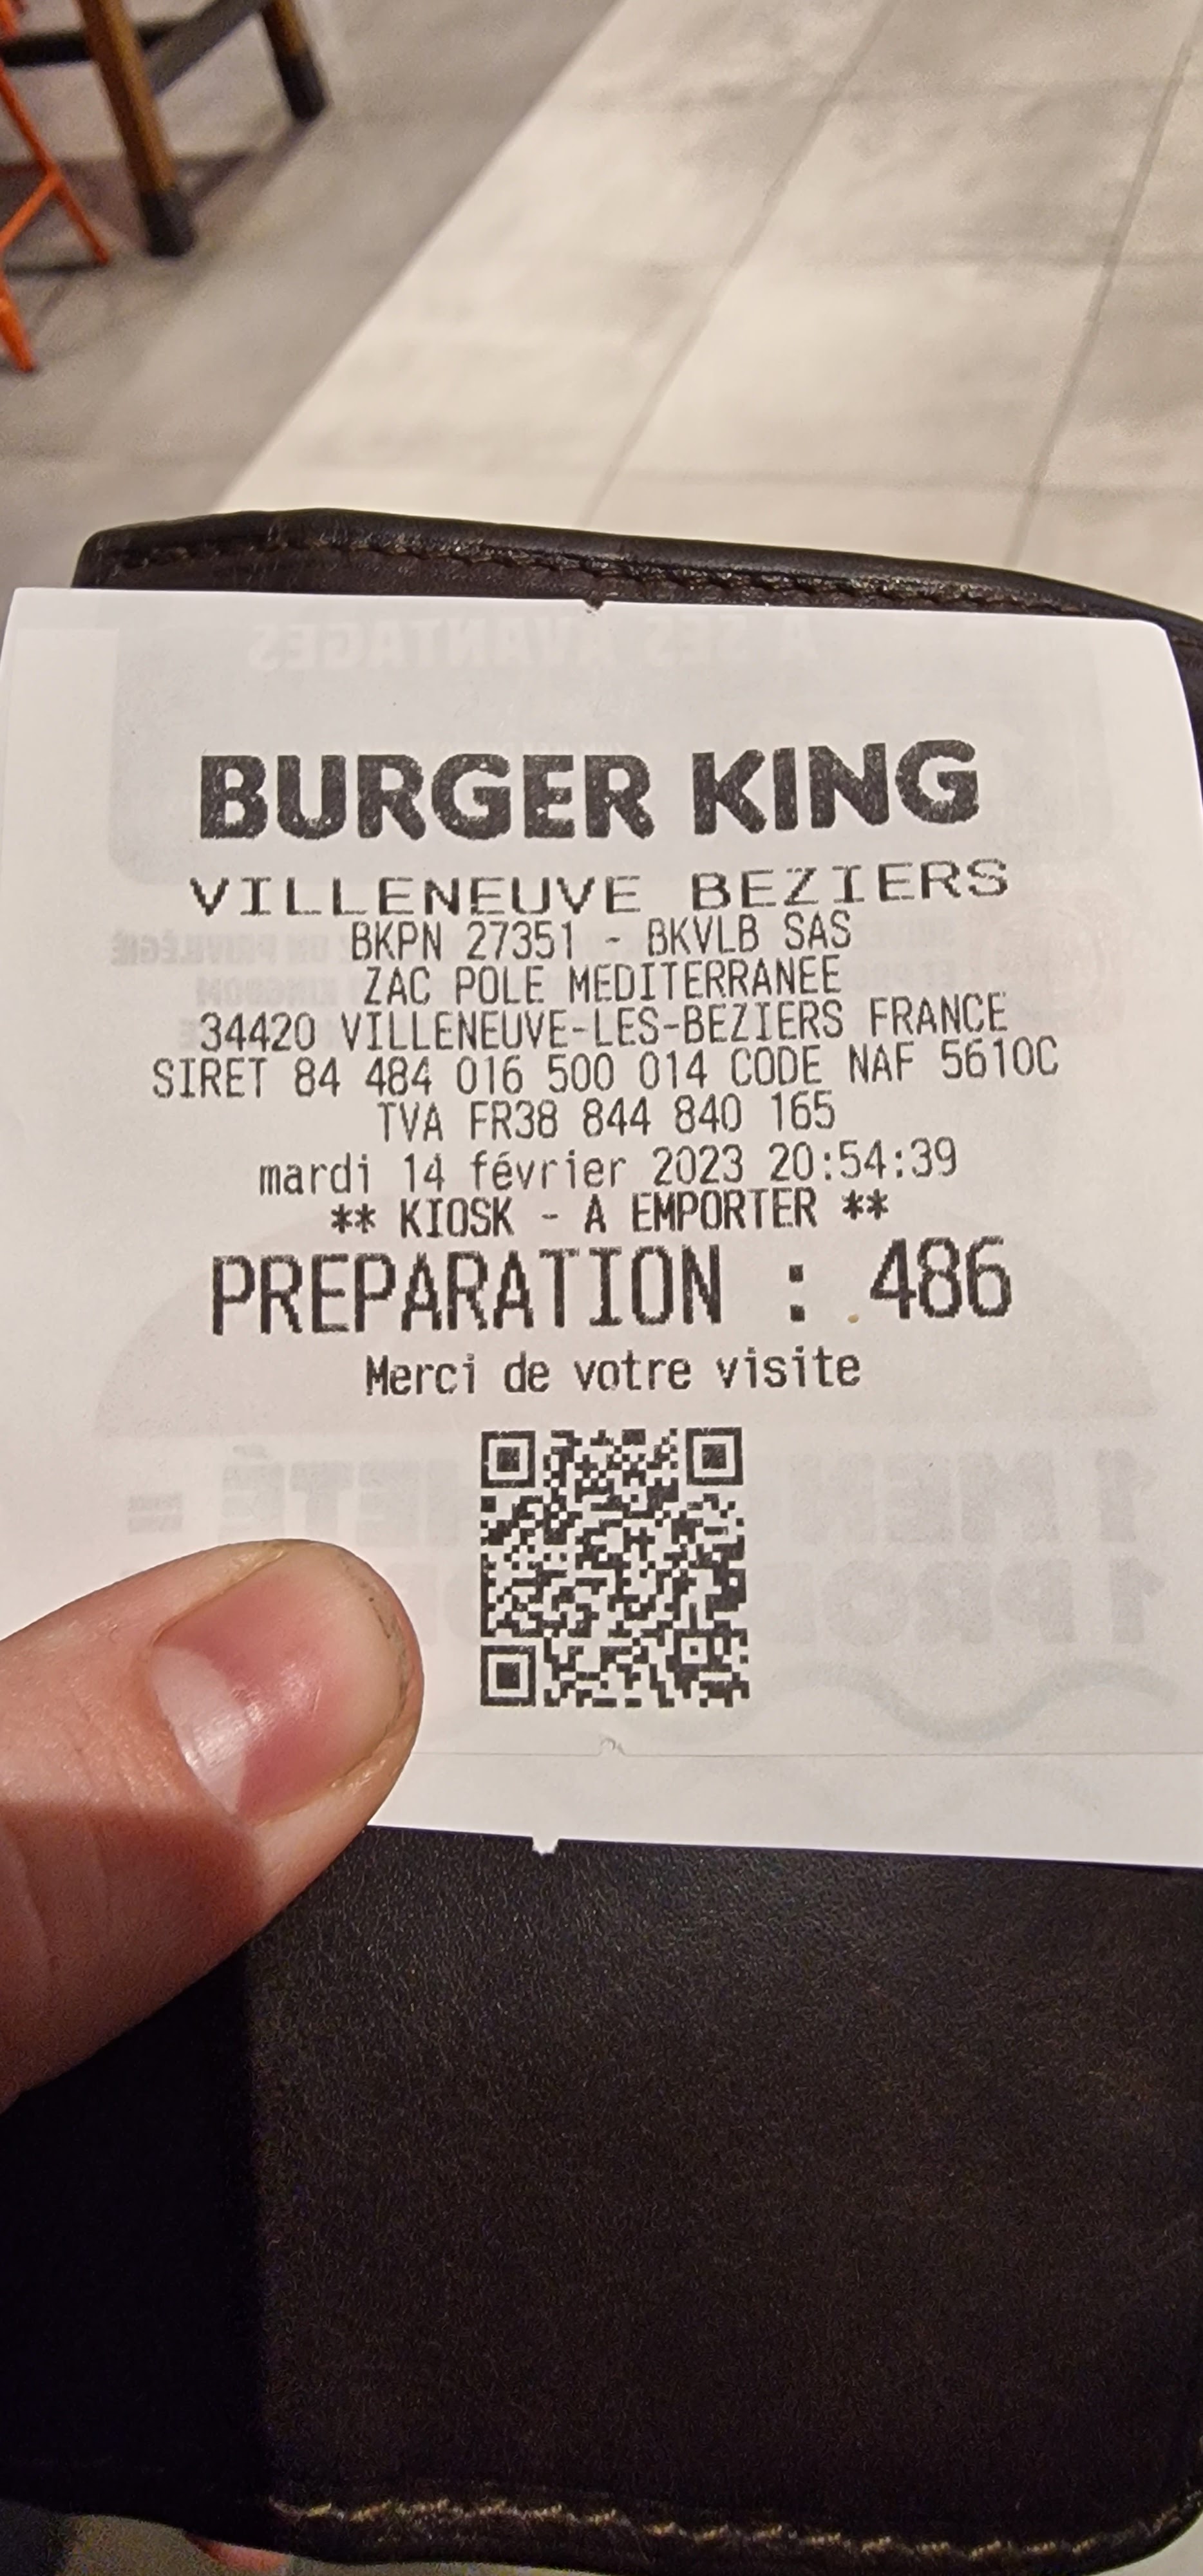 A SES AVANTAGES
BURGER KING
VILLENEUVE BEZIERS
BKPN 27351 - BKVLB SAS
ZAC POLE MEDITERRANEE
34420 VILLENEUVE-LES-BEZIERS FRANCE
SIRET 84 484 016 500 014 CODE NAF 5610C
TVA FR38 844 840 165
mardi 14 février 2023 20:54:39
** KIOSK - A EMPORTER **
PREPARATION : 486
Merci de votre visite